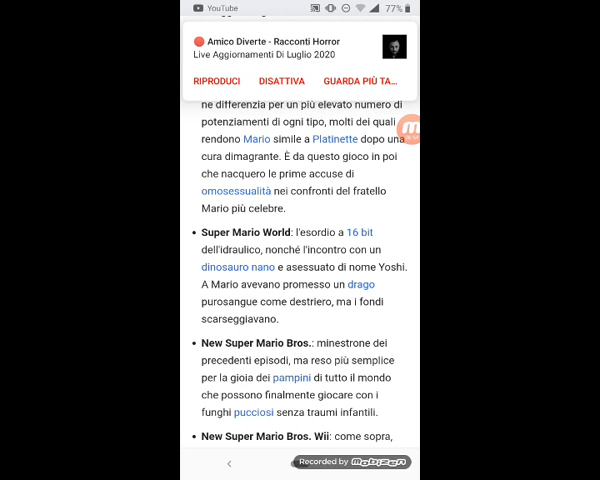 YouTube 77%
🔴 Amico Diverte - Racconti Horror
Live Aggiornamenti Di Luglio 2020
RIPRODUCI DISATTIVA GUARDA PIÙ TA...
ne differenzia per un più elevato numero di
potenziamenti di ogni tipo, molti dei quali
rendono Mario simile a Platinette dopo una
cura dimagrante. È da questo gioco in poi
che nacquero le prime accuse di
omosessualità nei confronti del fratello
Mario più celebre.
• Super Mario World: l'esordio a 16 bit
dell'idraulico, nonché l'incontro con un
dinosauro nano e asessuato di nome Yoshi.
A Mario avevano promesso un drago
purosangue come destriero, ma i fondi
scarseggiavano.
• New Super Mario Bros.: minestrone dei
precedenti episodi, ma reso più semplice
per la gioia dei pampini di tutto il mondo
che possono finalmente giocare con i
funghi pucciosi senza traumi infantili.
• New Super Mario Bros. Wii: come sopra,
Recorded by mobizen